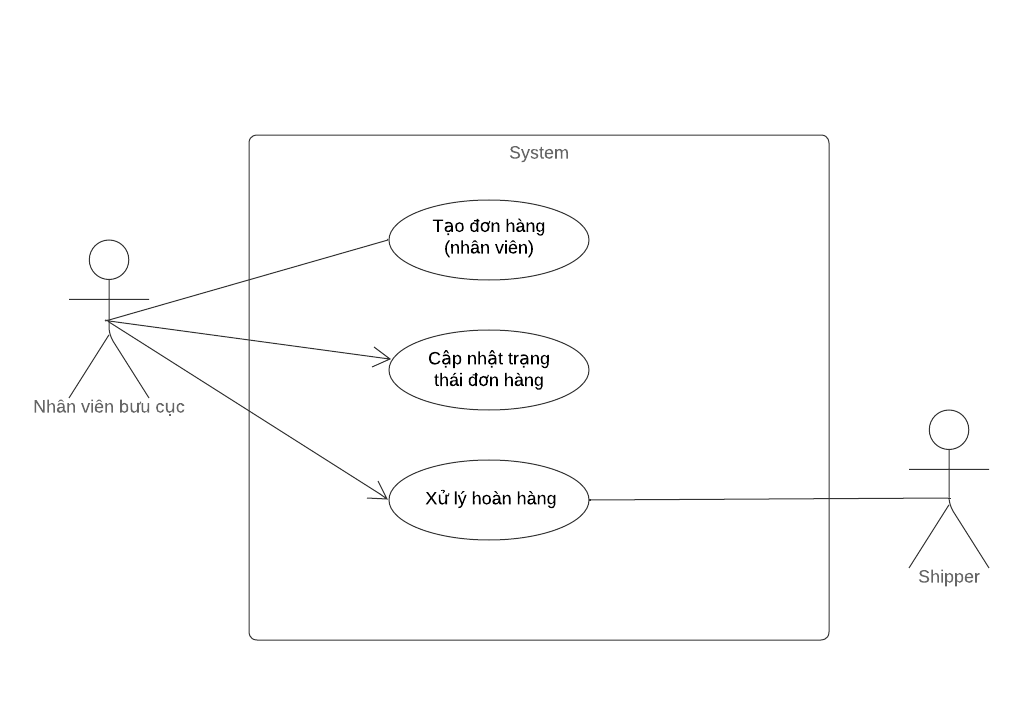 System
Tạo đơn hàng
(nhân viên)
Cập nhật trạng
thái đơn hàng
Nhân viên bưu cục
Xử lý hoàn hàng
Shipper